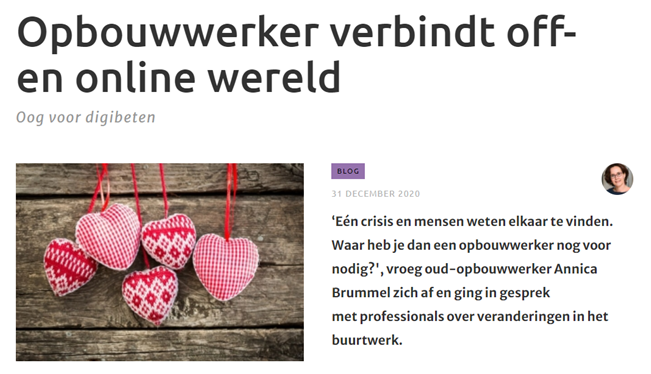 Opbouwwerker verbindt off-
en online wereld
Oog voor digibeten
BLOG
31 DECEMBER 2020
‘Eén crisis en mensen weten elkaar te vinden.
Waar heb je dan een opbouwwerker nog voor
nodig?', vroeg oud-opbouwwerker Annica
Brummel zich af en ging in gesprek
met professionals over veranderingen in het
buurtwerk.